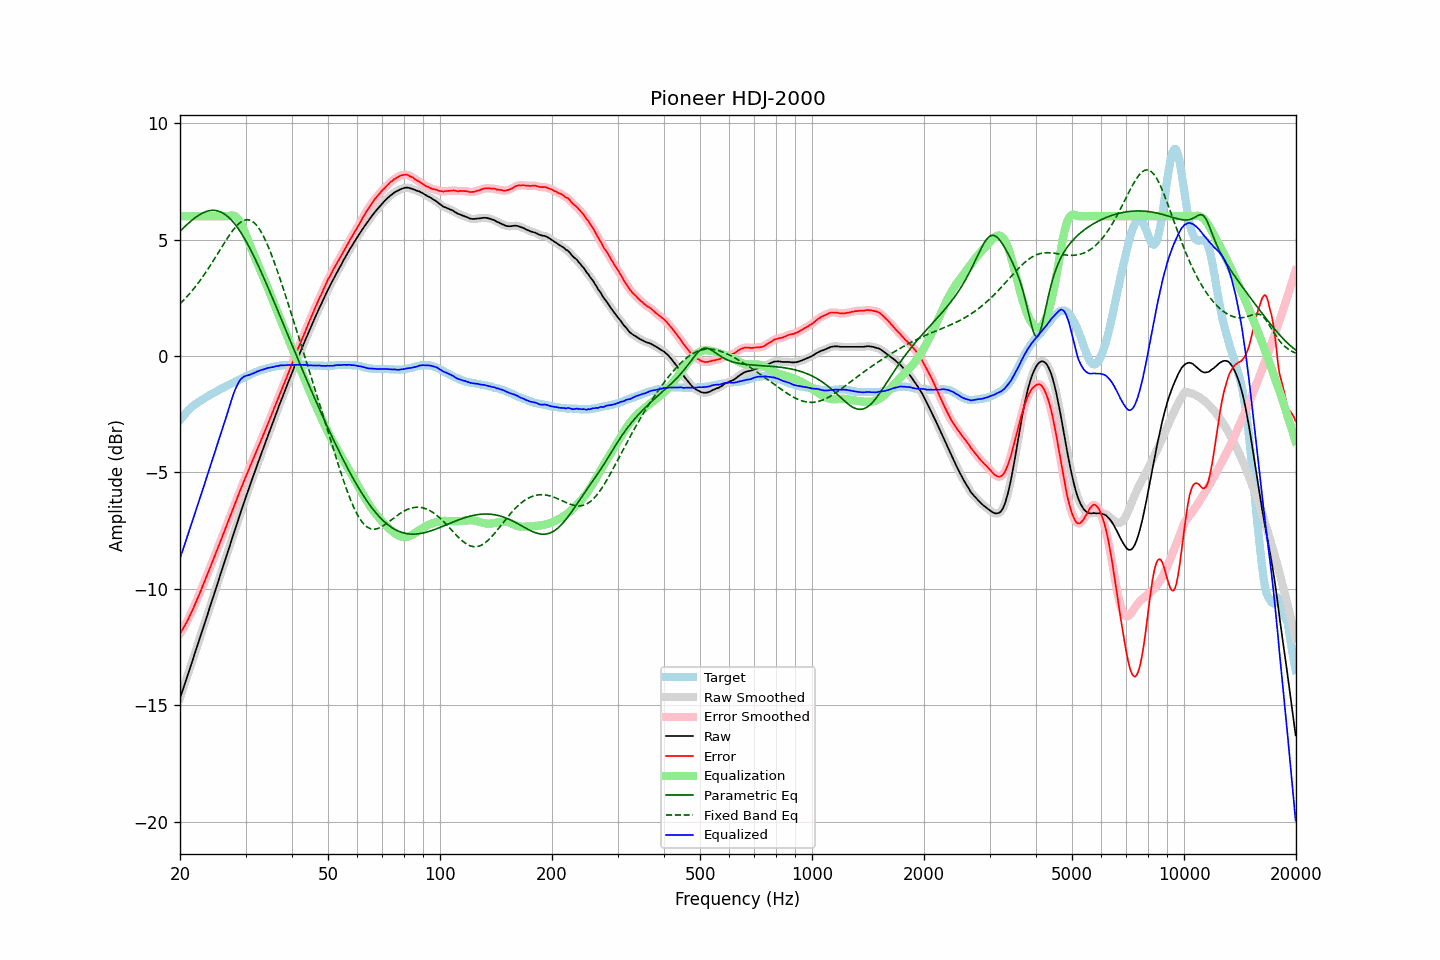 Pioneer HDJ-2000
Amplitude (dBr)
10
5
0
−5
−10
−15
−20
Target
Raw Smoothed
Error Smoothed
Raw
Error
Equalization
Parametric Eq
Fixed Band Eq
Equalized
20 50 100 200 500 1000 2000 5000 10000 20000
Frequency (Hz)